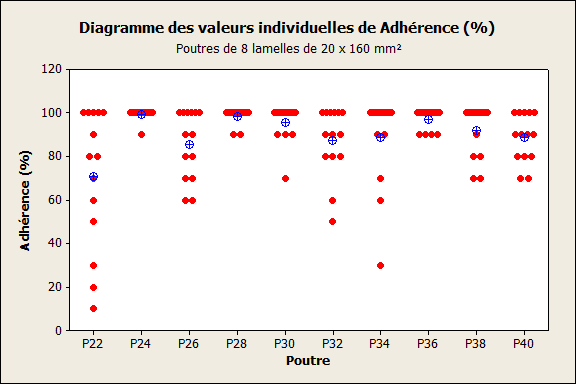 Diagramme des valeurs individuelles de Adhérence (%)
Poutres de 8 lamelles de 20 x 160 mm²
120
100
80
60
40
20
0
Adhérence (%)
P22 P24 P26 P28 P30 P32 P34 P36 P38 P40
Poutre